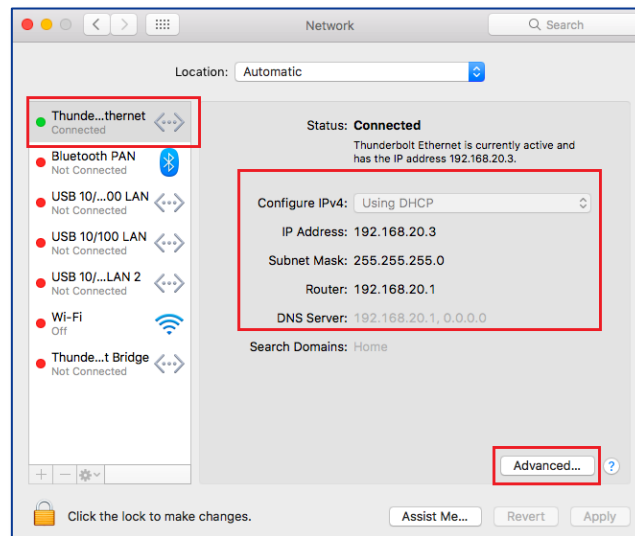 Network
Search
Location: Automatic
Thunde...thernet
Connected
Bluetooth PAN
Not Connected
USB 10/...00 LAN
Not Connected
USB 10/100 LAN
Not Connected
USB 10/...LAN 2
Not Connected
Wi-Fi
Off
Thunde...t Bridge
Not Connected
Status: Connected
Thunderbolt Ethernet is currently active and
has the IP address 192.168.20.3.
Configure IPv4: Using DHCP
IP Address: 192.168.20.3
Subnet Mask: 255.255.255.0
Router: 192.168.20.1
DNS Server: 192.168.20.1, 0.0.0.0
Search Domains: Home
Advanced... ?
Click the lock to make changes.
Assist Me... Revert Apply